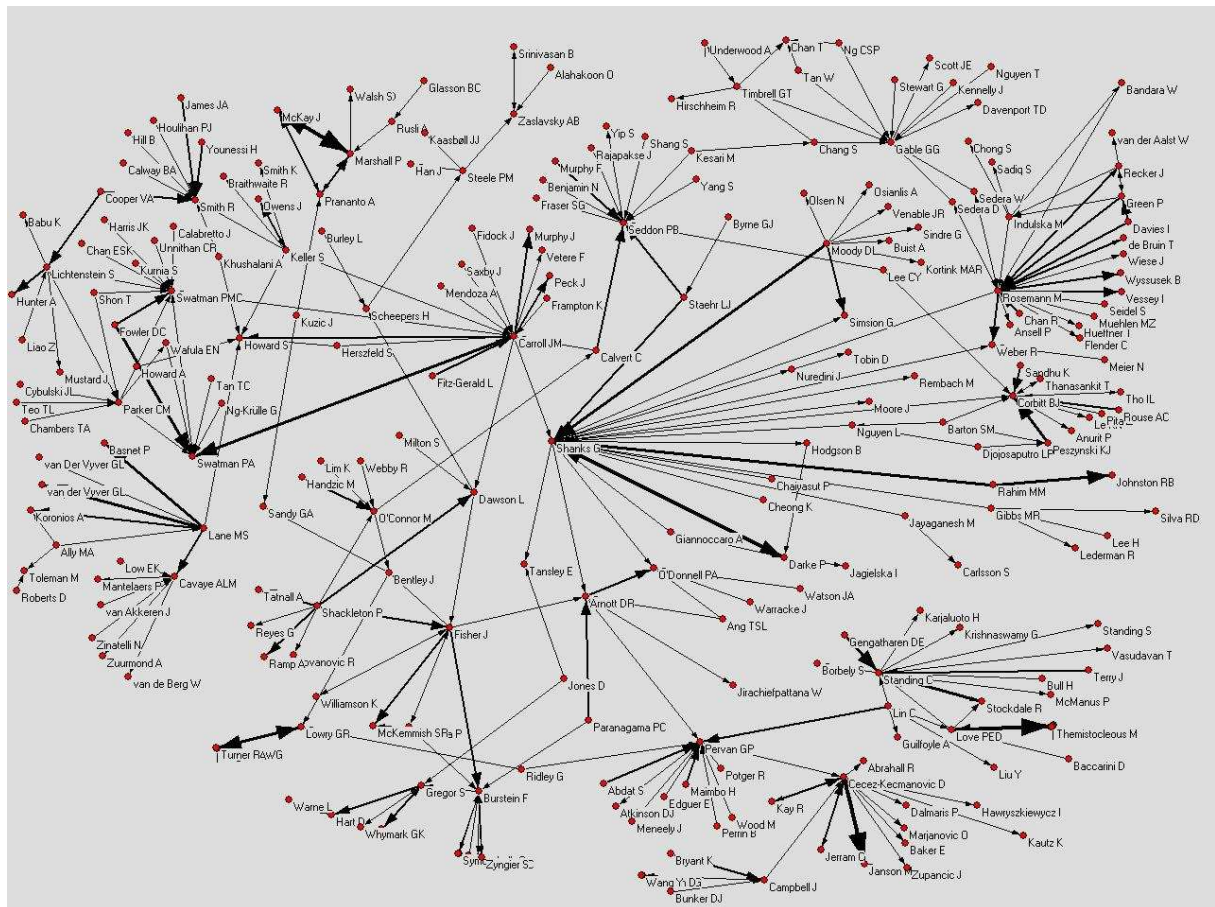 Underwood A
Chan T
Ng CSP
Srinivasan B
Alahakoon O
Scott JE
Nguyen T
Tan W
Stewart G
Kennelly J
Bandara W
Timbrell GT
Hirschheim R
Davenport TD
Glasson BC
Walsh SD
James JA
McKay J
Rusli A
Zaslavsky AB
Houlihan PJ
Hill B
Younessi H
Kaasbøll JJ
Marshall P
Yip S
Shang S
Rajapakse J
Kesari M
Chang S
Gable GG
van der Aalst W
Chong S
Calway BA
Smith K
Han J
Steele PM
Murphy F
Sadiq S
Recker J
Braithwaite R
Benjamin N
Yang S
Osianlis A
Cooper VA
Smith R
Owens J
Prananto A
Fraser SG
Olsen N
Sedera W
Sedera D
Green P
Babu K
Harris JK
Calabretto J
Burley L
Seddon PB
Byrne GJ
Venable JR
Indulska M
Davies I
Chan ESK
Unnithan CR
Keller S
Fidock J
Murphy J
Moody DL
Sindre G
de Bruin T
Kurnia S
Khushalani A
Vetere F
Buist A
Wiese J
Lichtenstein S
Saxby J
Peck J
Lee CY
Kortink MAR
Wyssusek B
Hunter A
Shon T
Swatman PMC
Mendoza A
Frampton K
Staehr LJ
Rosemann M
Vessey I
Kuzic J
Scheepers H
Simsion G
Seidel S
Chan R
Muehlen MZ
Fowler DC
Ansell P
Huettner T
Liao Z
Wafula EN
Howard S
Herszfeld S
Carroll JM
Calvert C
Weber R
Flender C
Tobin D
Meier N
Howard A
Nuredini J
Sandhu K
Mustard J
Tan TC
Fitz-Gerald L
Rembach M
Thanasankit T
Cybulski JL
Corbitt BJ
Tho IL
Teo TL
Parker CM
Ng-Krülle G
Moore J
Rouse AC
Chambers TA
Milton S
Nguyen L
Barton SM
Anurit P
Basnet P
Shanks G
Hodgson B
Djojosaputro LP
Peszynski KJ
van Der Vyver GL
Swatman PA
Lim K
Webby R
Handzic M
Chaiyasut P
Rahim MM
Johnston RB
van der Vyver GL
Dawson L
Cheong K
Koronios A
Sandy GA
O'Connor M
Gibbs MR
Silva RD
Lane MS
Jayaganesh M
Giannoccaro A
Lee H
Ally MA
Lederman R
Low EK
Tansley E
Darke P
Jagielska I
Carlsson S
Toleman M
Mantelaers P
Cavaye ALM
Bentley J
O'Donnell PA
Watson JA
Roberts D
Tatnall A
Arnott DR
Warracke J
van Akkeren J
Shackleton P
Karjaluoto H
Reyes G
Fisher J
Ang TSL
Krishnaswamy G
Standing S
Zinatelli N
Gengatharen DE
Zuurmond A
Vasudavan T
van de Berg W
Borbely S
Standing C
Terry J
Jones D
Bull H
Jirachiefpattana W
McManus P
Williamson K
Stockdale R
Lin C
Paranagama PC
McKemmish
Lowry GR
Guilfoyle A
Love PED
Themistocleous M
Turner
Pervan GP
Ridley G
Abrahall R
Liu Y
Baccarini D
Potger R
Cecez-Kecmanovic D
Abdat S
Maimbo H
Gregor S
Burstein F
Edguer E
Kay R
Dalmaris P
Hawryszkiewycz I
Warne L
Atkinson DJ
Wood M
Hart D
Meneely J
Perrin B
Marjanovic O
Kautz K
Whymark GK
Baker E
Jerram C
Bryant K
Janson M
Zupancic J
Campbell J
Bunker DJ